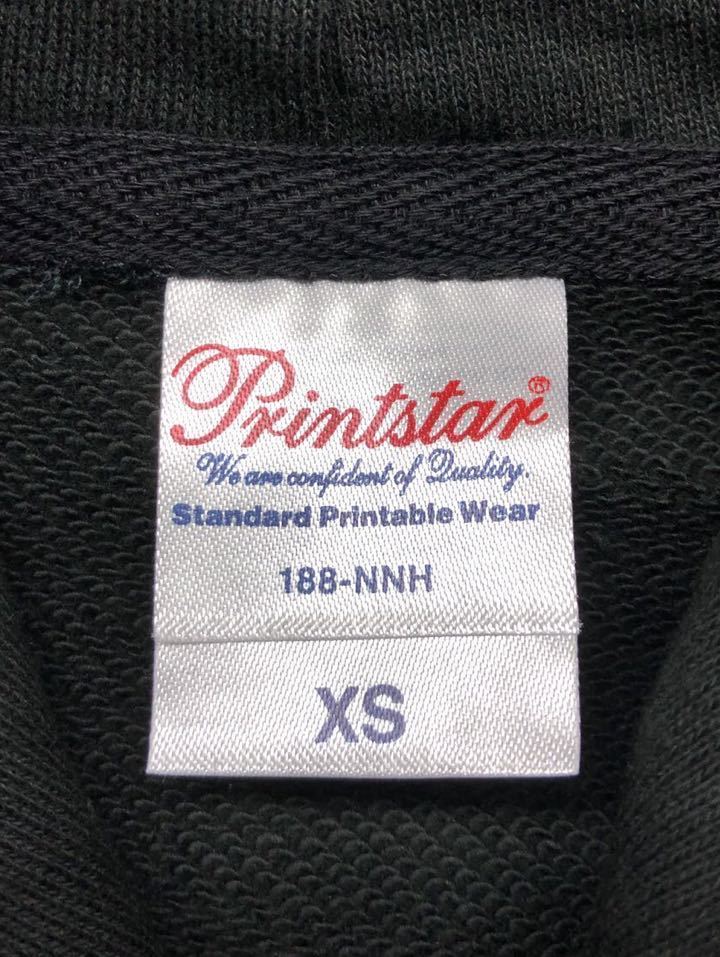 Printstar®
We are confident of Quality.
Standard Printable Wear
188-NNH
XS